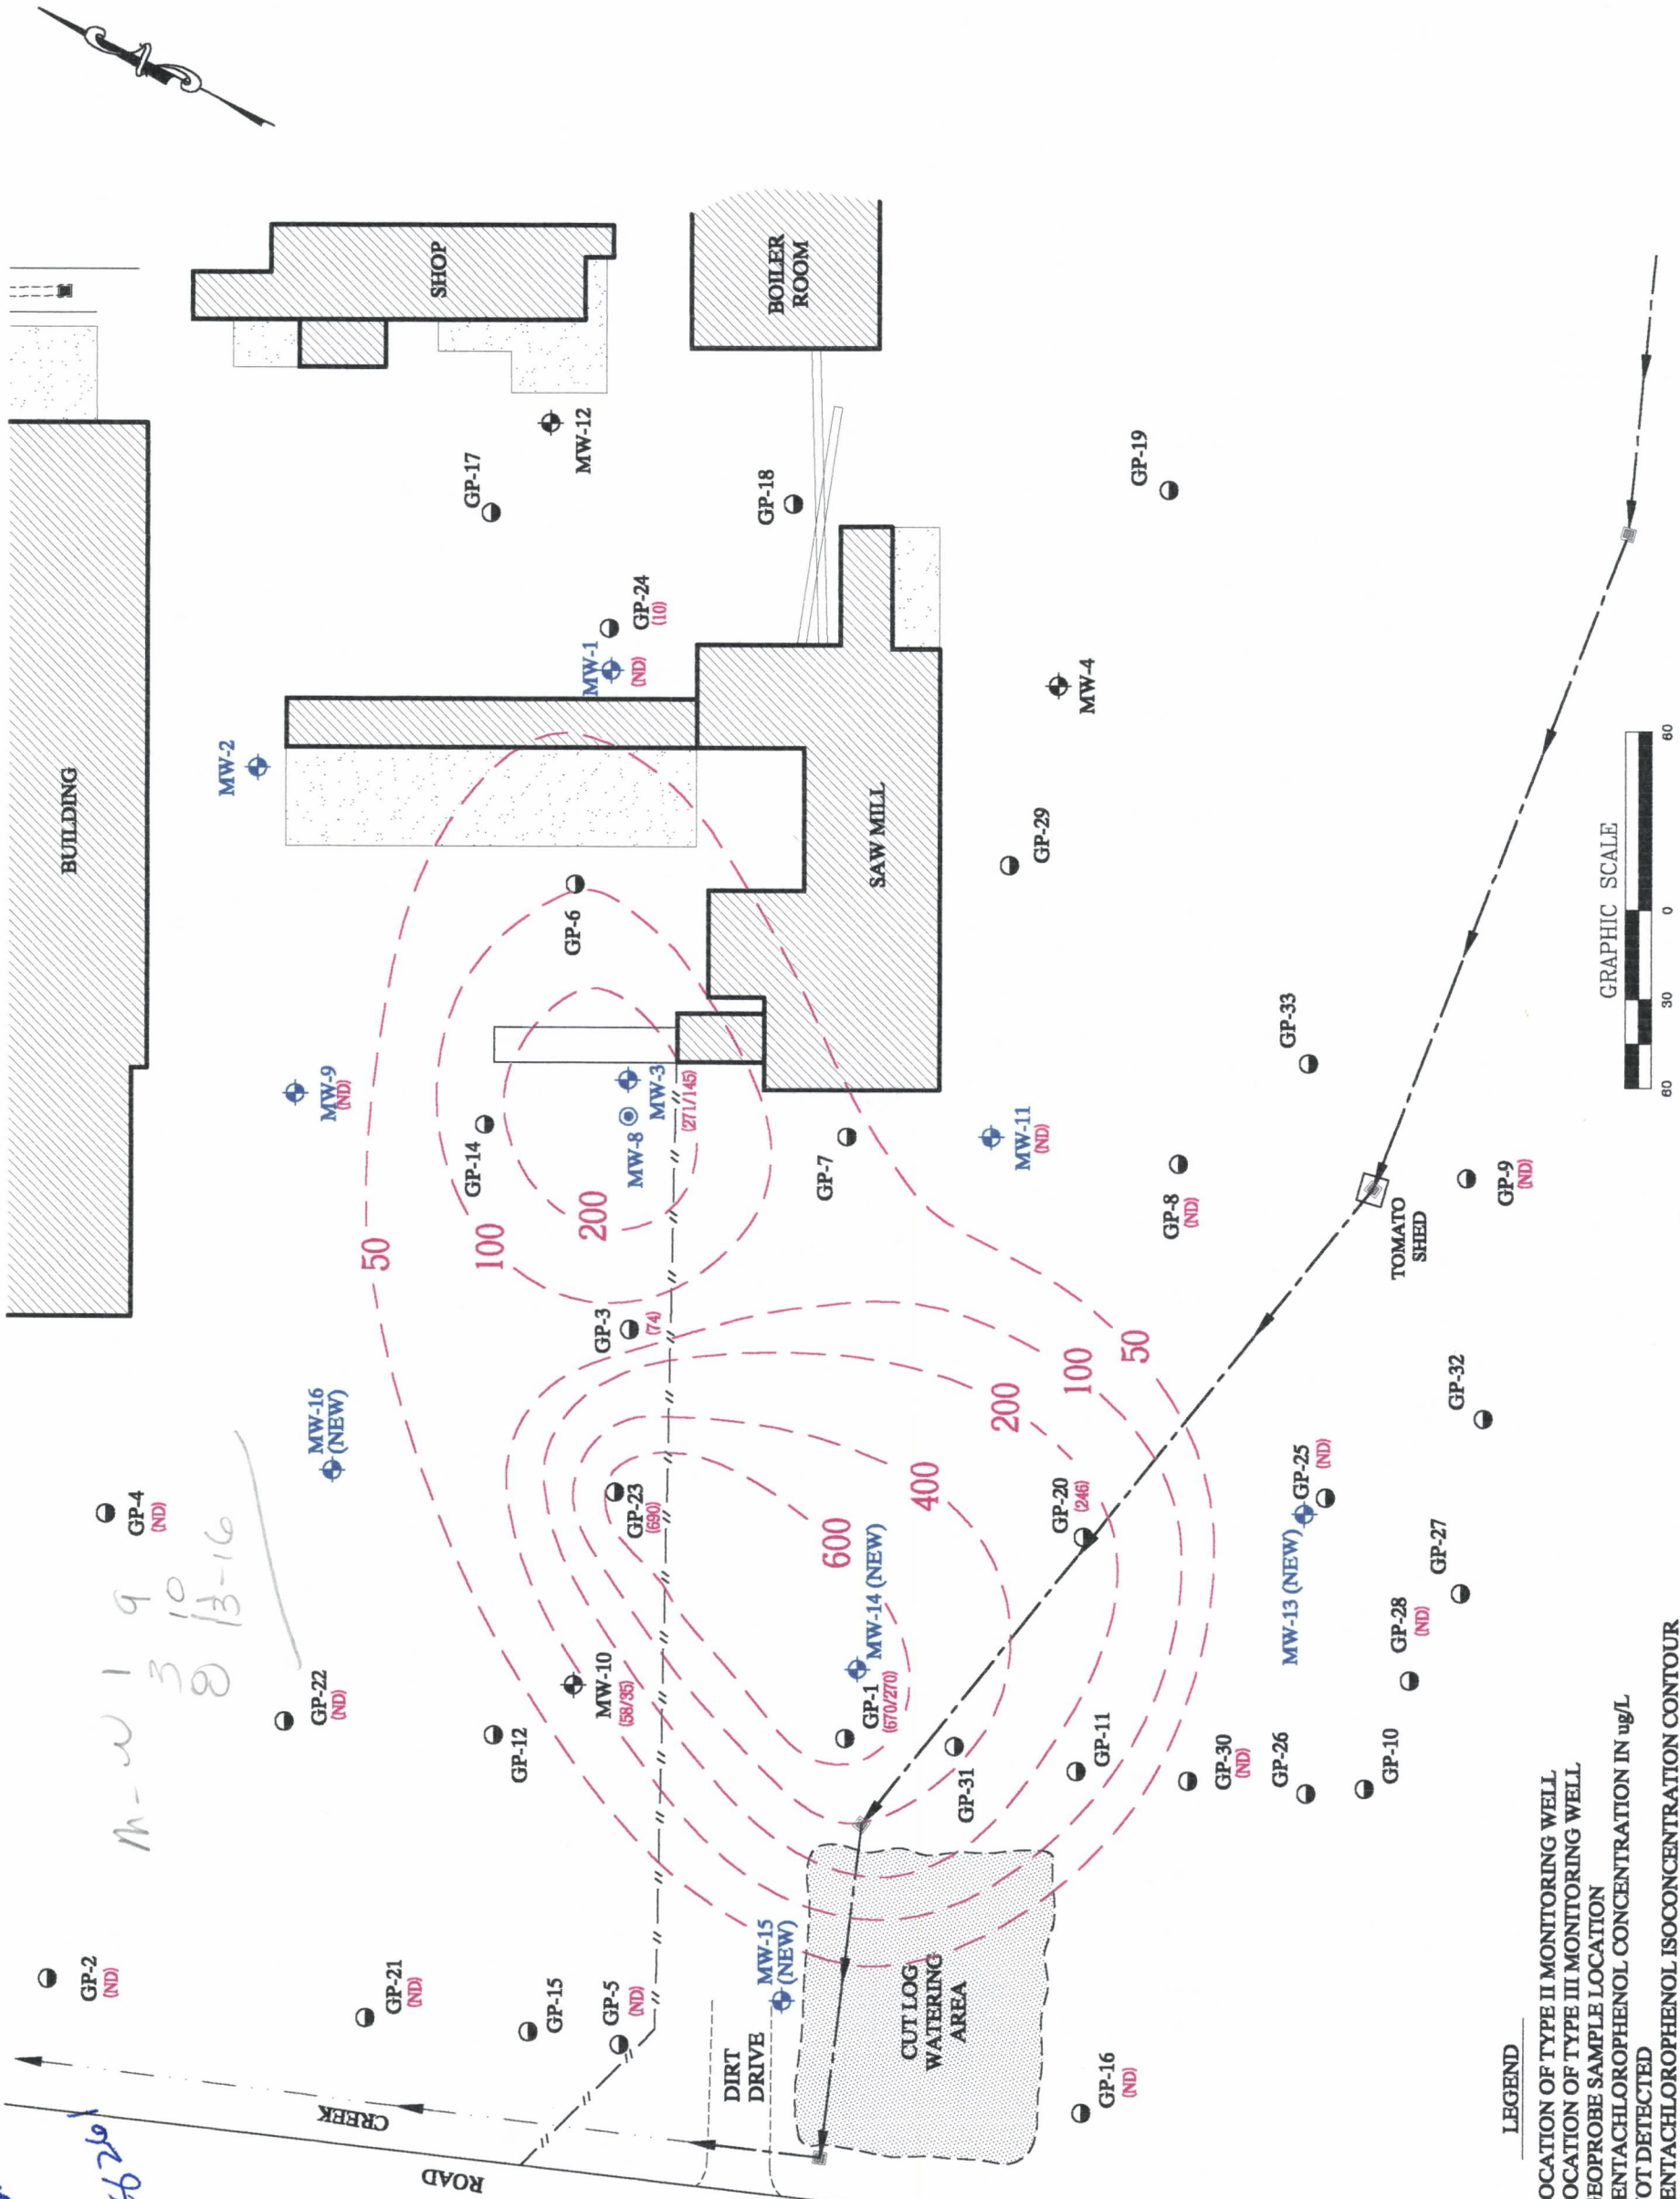 BUILDING
SHOP
BOILER
ROOM
MW-12
GP-17
GP-18
GP-19
GP-24
(10)
MW-1
(ND)
MW-2
MW-4
SAW MILL
GP-29
GP-6
GP-33
MW-9
(ND)
MW-3
(271/145)
MW-8
GP-14
GP-7
MW-11
(ND)
GP-8
(ND)
GP-9
(ND)
TOMATO
SHED
50
100
200
GP-3
(74)
50
100
200
400
600
MW-16
(NEW)
GP-4
(ND)
GP-23
(690)
GP-20
(246)
GP-25
(ND)
MW-13 (NEW)
GP-32
GP-27
GP-28
(ND)
MW-14 (NEW)
GP-1
(670/270)
MW-10
(58/35)
GP-22
(ND)
GP-12
GP-31
GP-11
GP-30
(ND)
GP-26
GP-10
M-W 1 9
3 10
8 13-16
GP-2
(ND)
GP-21
(ND)
GP-15
GP-5
(ND)
MW-15
(NEW)
CUT LOG
WATERING
AREA
DIRT
DRIVE
GP-16
(ND)
CREEK
ROAD
GRAPHIC SCALE
60
30
0
60
LEGEND
OCATION OF TYPE II MONITORING WELL
OCATION OF TYPE III MONITORING WELL
EOPROBE SAMPLE LOCATION
ENTACHLOROPHENOL CONCENTRATION IN ug/L
OT DETECTED
ENTACHLOROPHENOL ISOCONCENTRATION CONTOUR